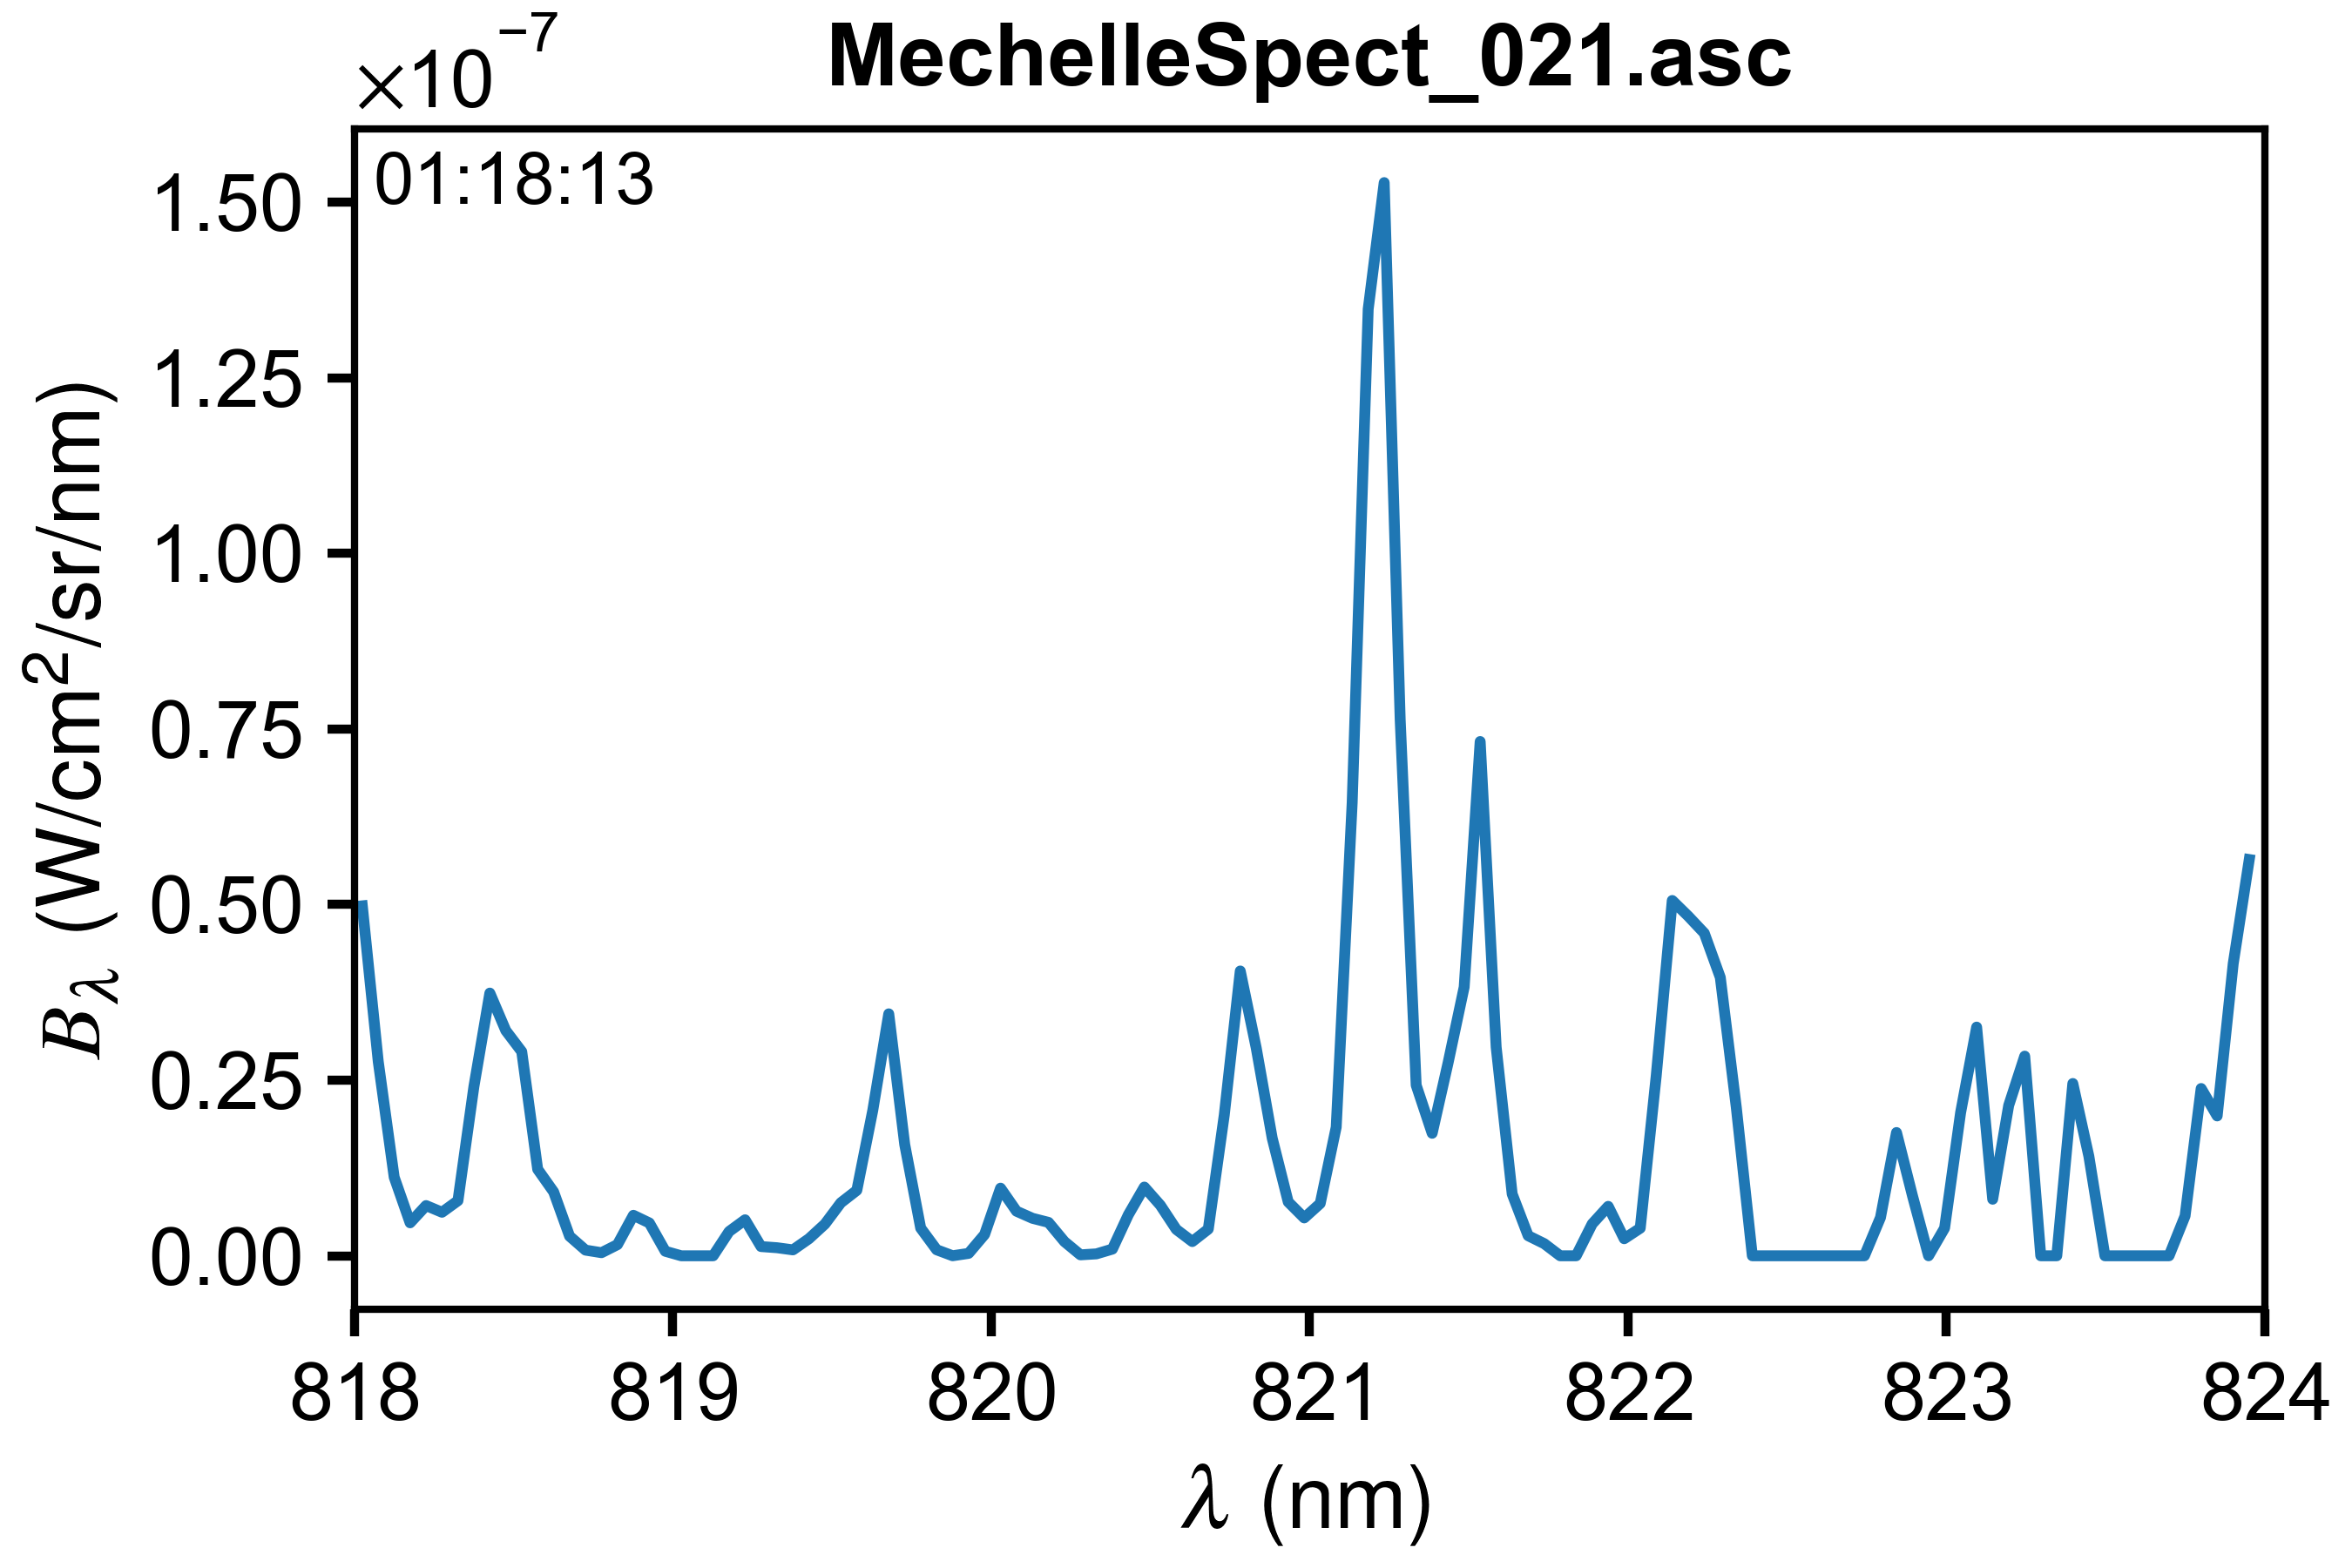 ×10⁻⁷
MechelleSpect_021.asc
01:18:13
1.50
1.25
1.00
0.75
0.50
0.25
0.00
B_λ (W/cm²/sr/nm)
818 819 820 821 822 823 824
λ (nm)